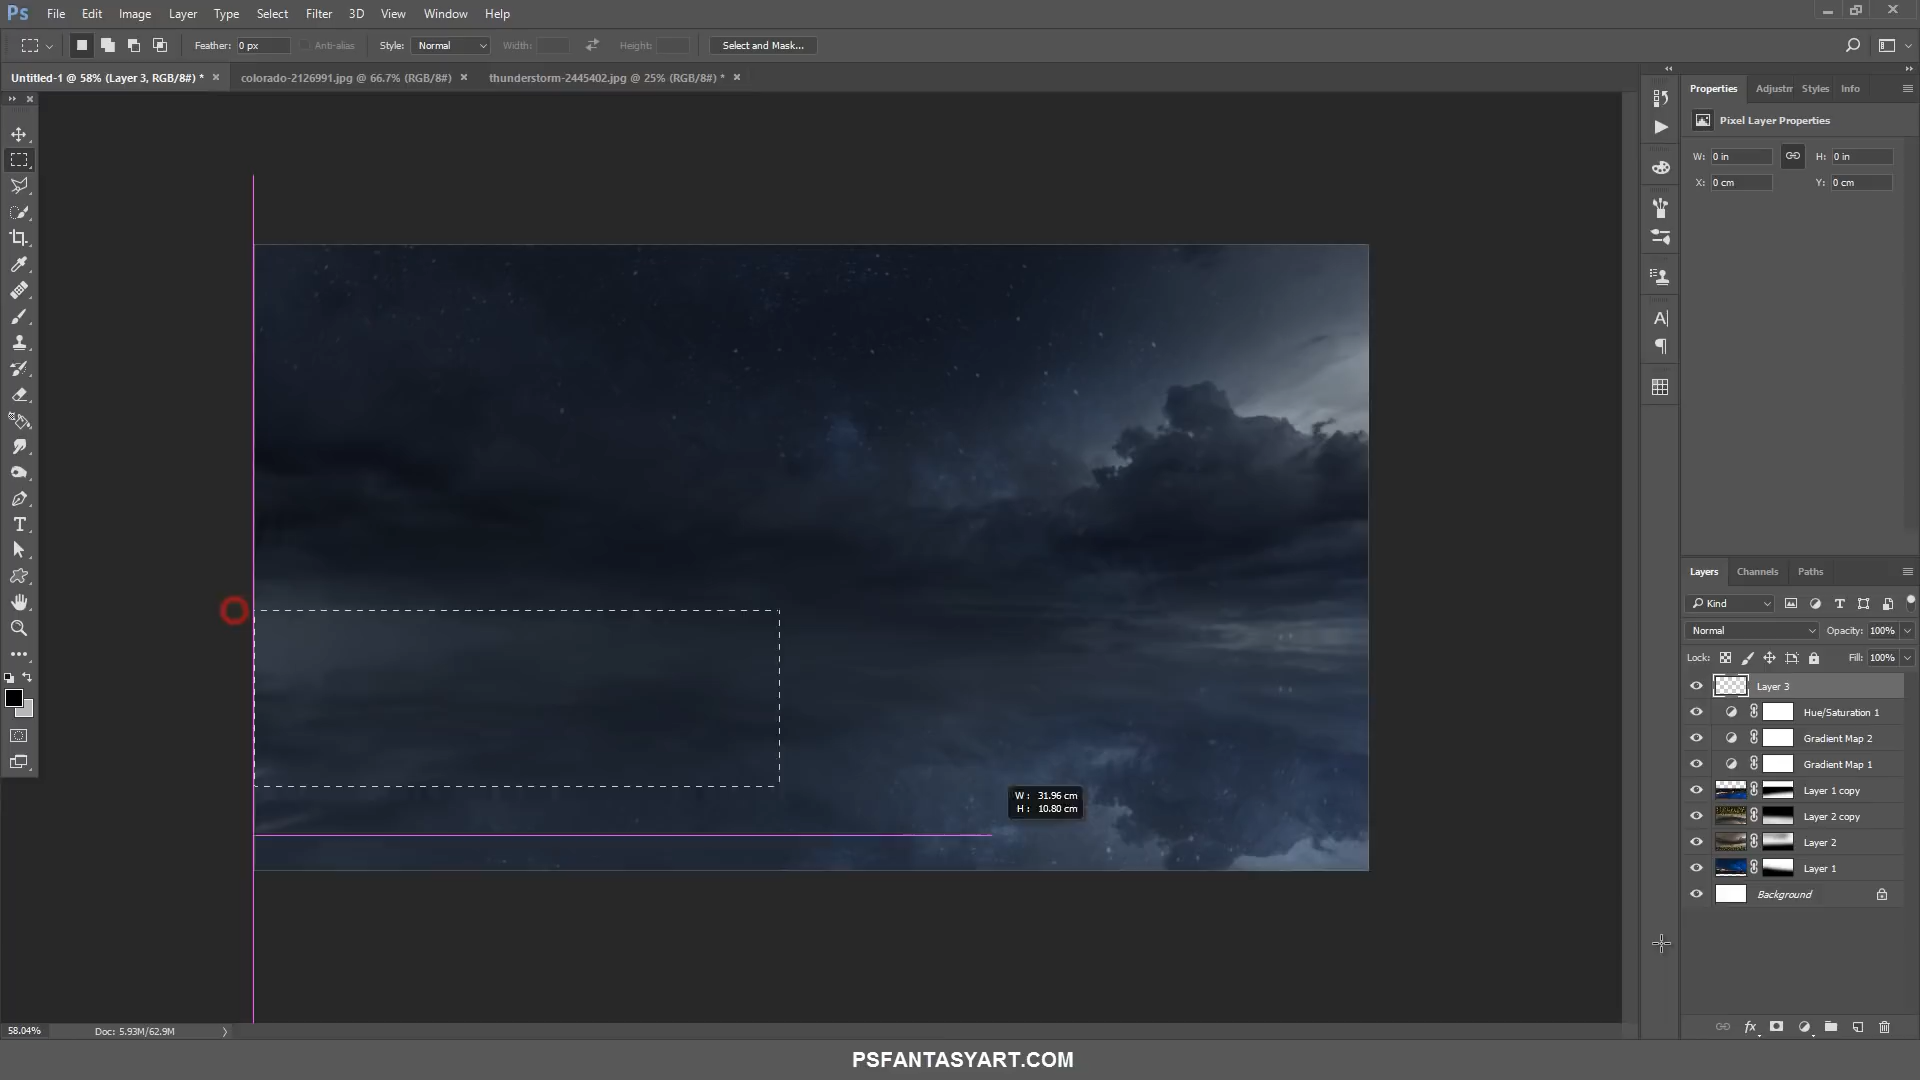 Ps File Edit Image Layer Type Select Filter 3D View Window Help
Feather: 0 px Anti-alias Style: Normal Width: Height: Select and Mask...
Untitled-1 @ 58% (Layer 3, RGB/8#) * × colorado-2126991.jpg @ 66.7% (RGB/8#) × thunderstorm-2445402.jpg @ 25% (RGB/8#) * ×
Properties Adjustm Styles Info
Pixel Layer Properties
W: 0 in H: 0 in
X: 0 cm Y: 0 cm
W : 31.96 cm
H : 10.80 cm
Layers Channels Paths
Kind
Normal Opacity: 100%
Lock: Fill: 100%
Layer 3
Hue/Saturation 1
Gradient Map 2
Gradient Map 1
Layer 1 copy
Layer 2 copy
Layer 2
Layer 1
Background
58.04% Doc: 5.93M/62.9M
PSFANTASYART.COM